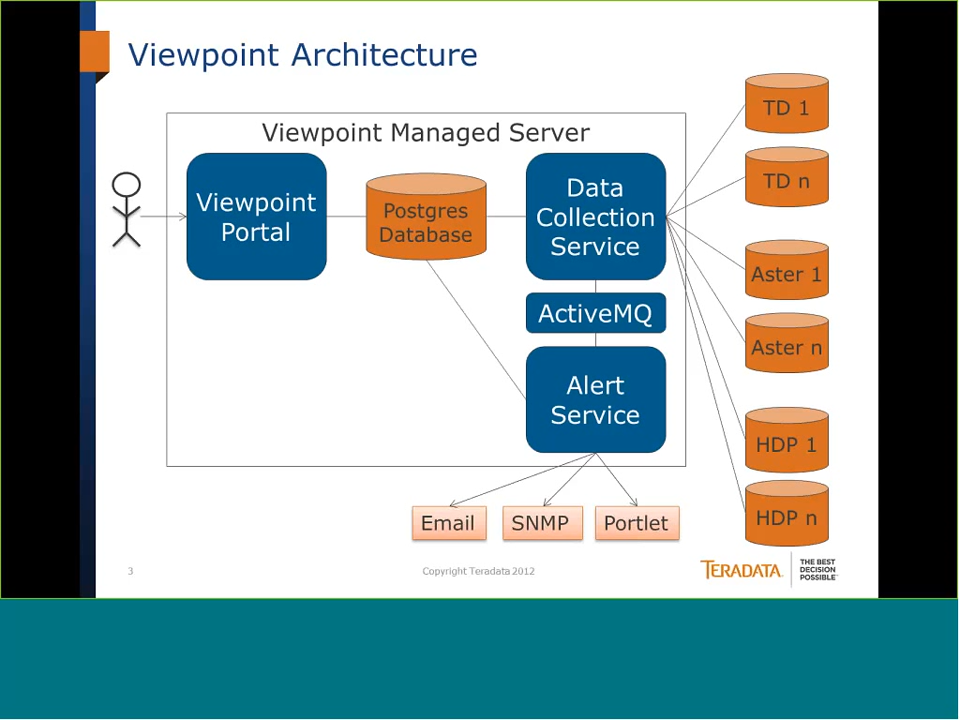 Viewpoint Architecture
Viewpoint Managed Server
Viewpoint
Portal
Postgres
Database
Data
Collection
Service
ActiveMQ
Alert
Service
TD 1
TD n
Aster 1
Aster n
HDP 1
HDP n
Email
SNMP
Portlet
3
Copyright Teradata 2012
TERADATA.
THE BEST
DECISION
POSSIBLE™